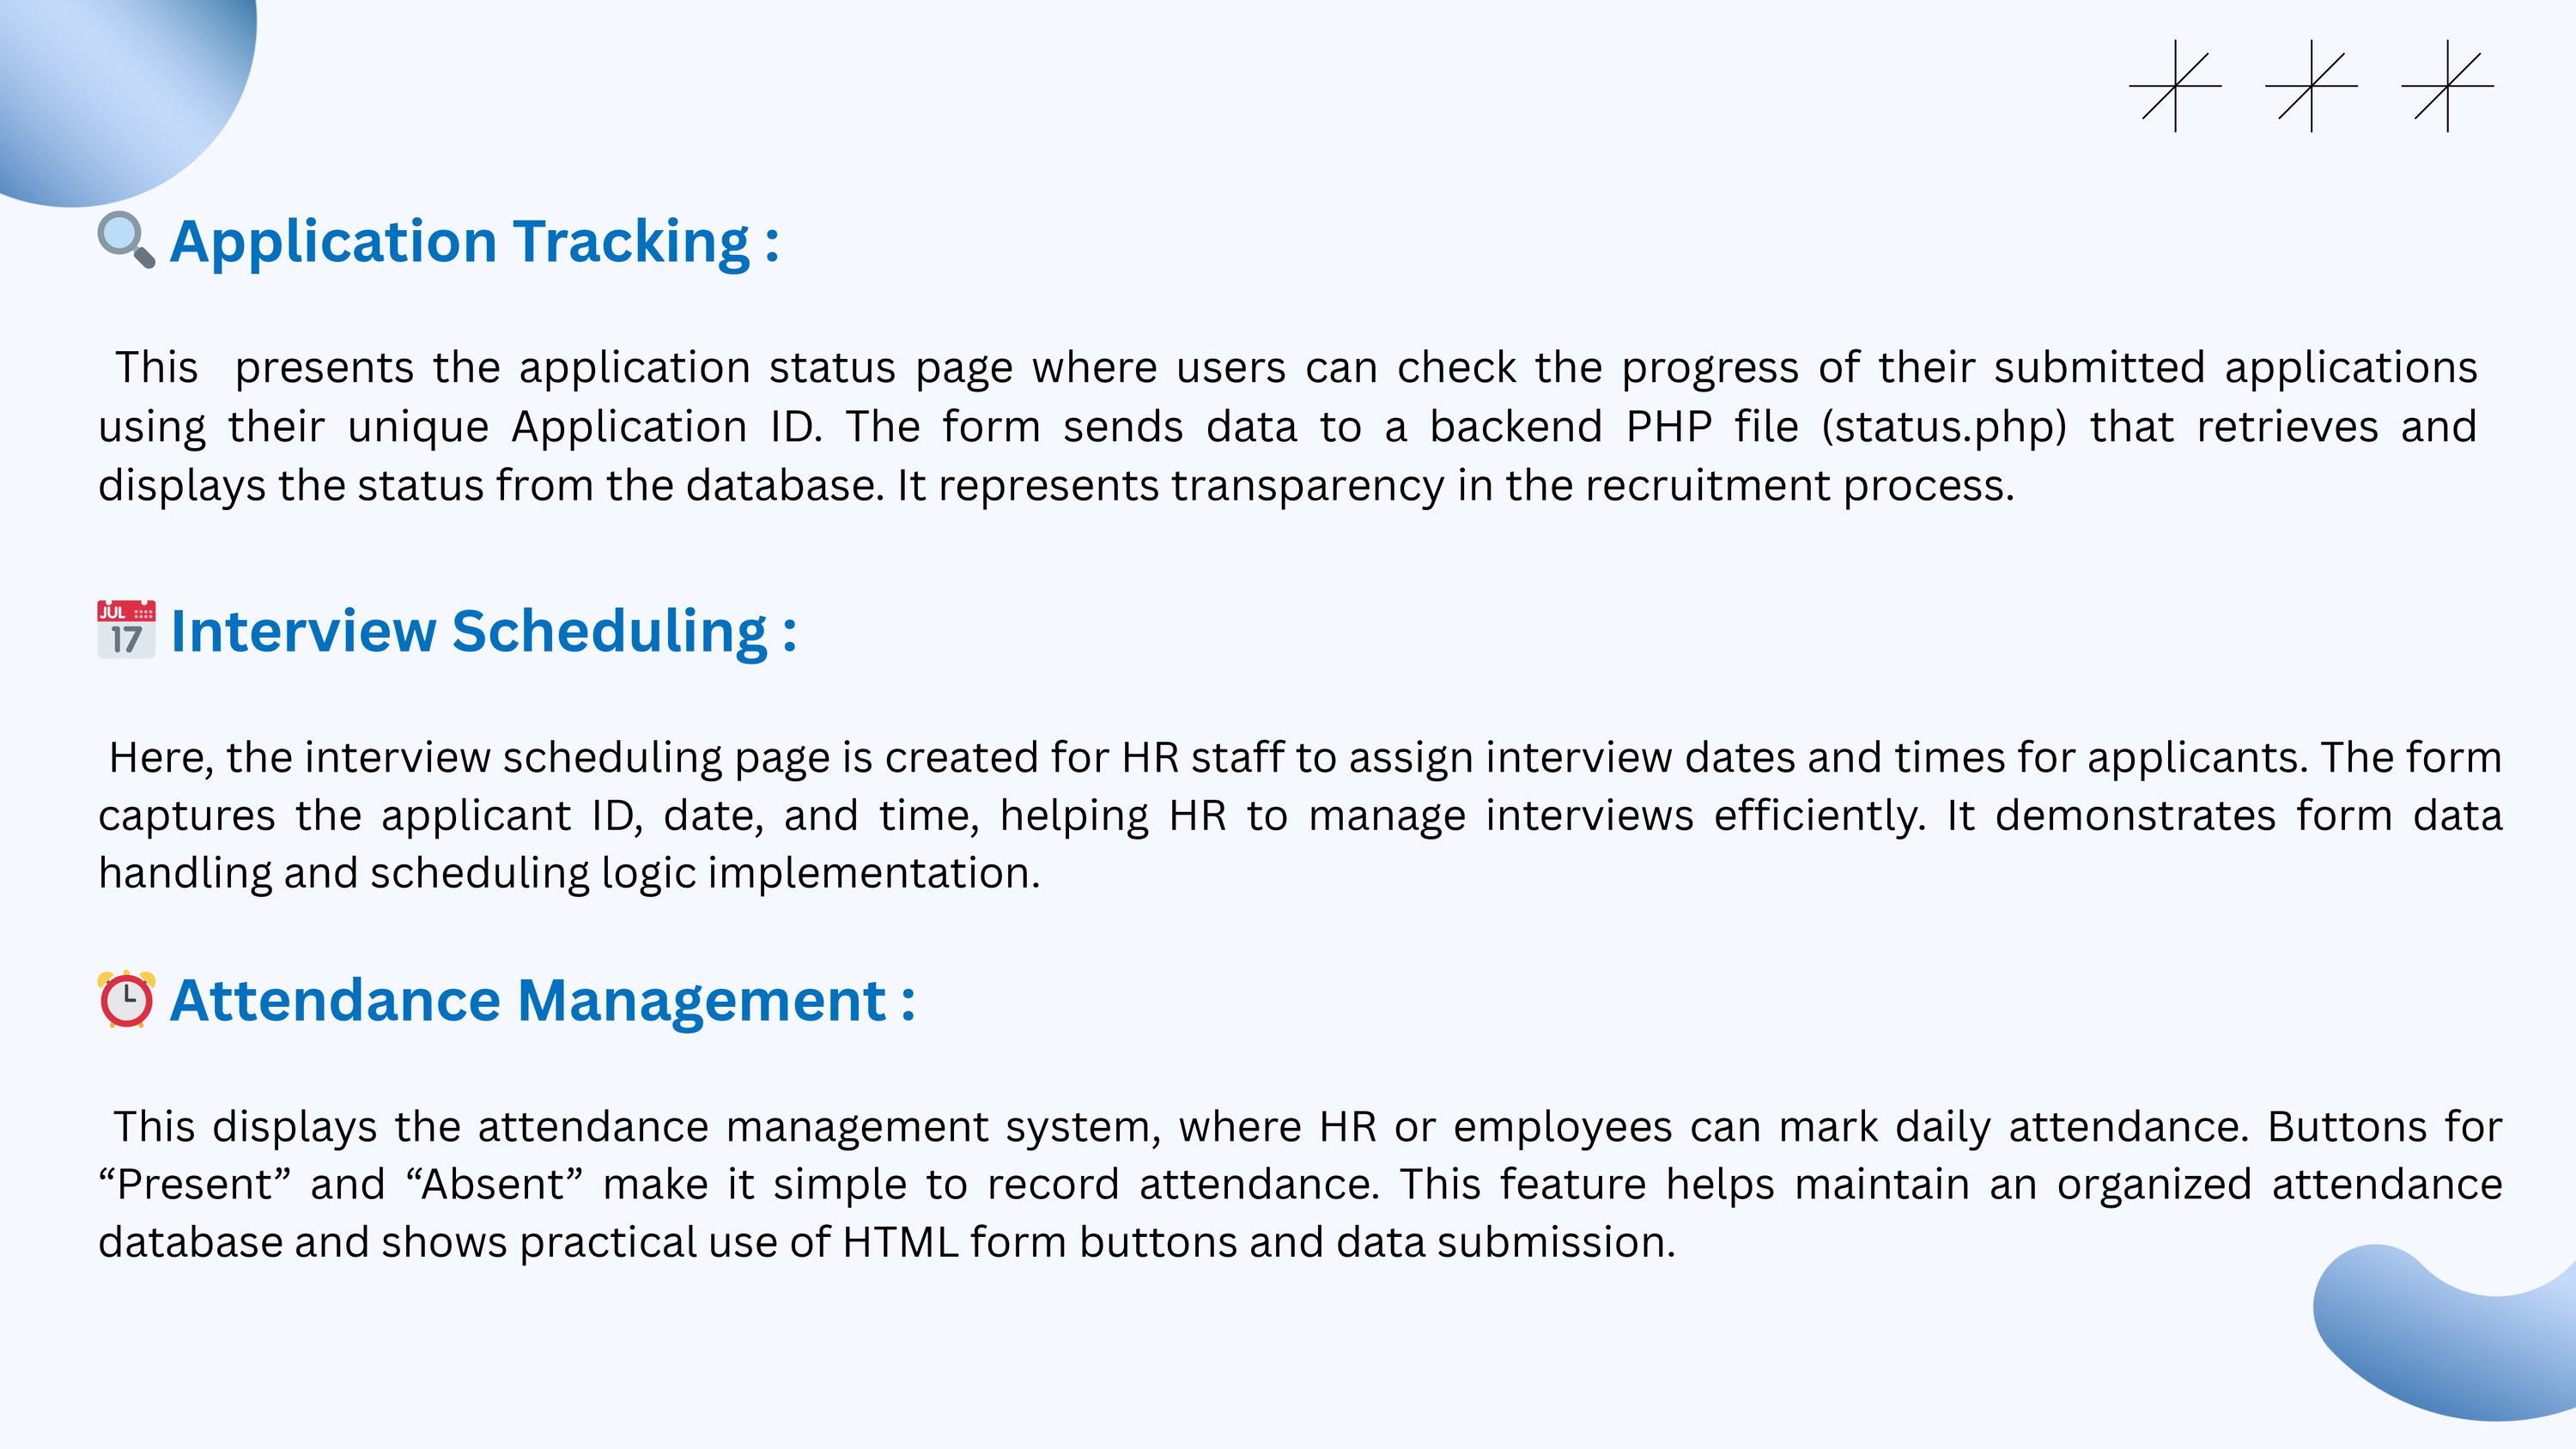 Application Tracking :
This presents the application status page where users can check the progress of their submitted applications
using their unique Application ID. The form sends data to a backend PHP file (status.php) that retrieves and
displays the status from the database. It represents transparency in the recruitment process.
JUL
17
Interview Scheduling :
Here, the interview scheduling page is created for HR staff to assign interview dates and times for applicants. The form
captures the applicant ID, date, and time, helping HR to manage interviews efficiently. It demonstrates form data
handling and scheduling logic implementation.
Attendance Management :
This displays the attendance management system, where HR or employees can mark daily attendance. Buttons for
“Present” and “Absent” make it simple to record attendance. This feature helps maintain an organized attendance
database and shows practical use of HTML form buttons and data submission.